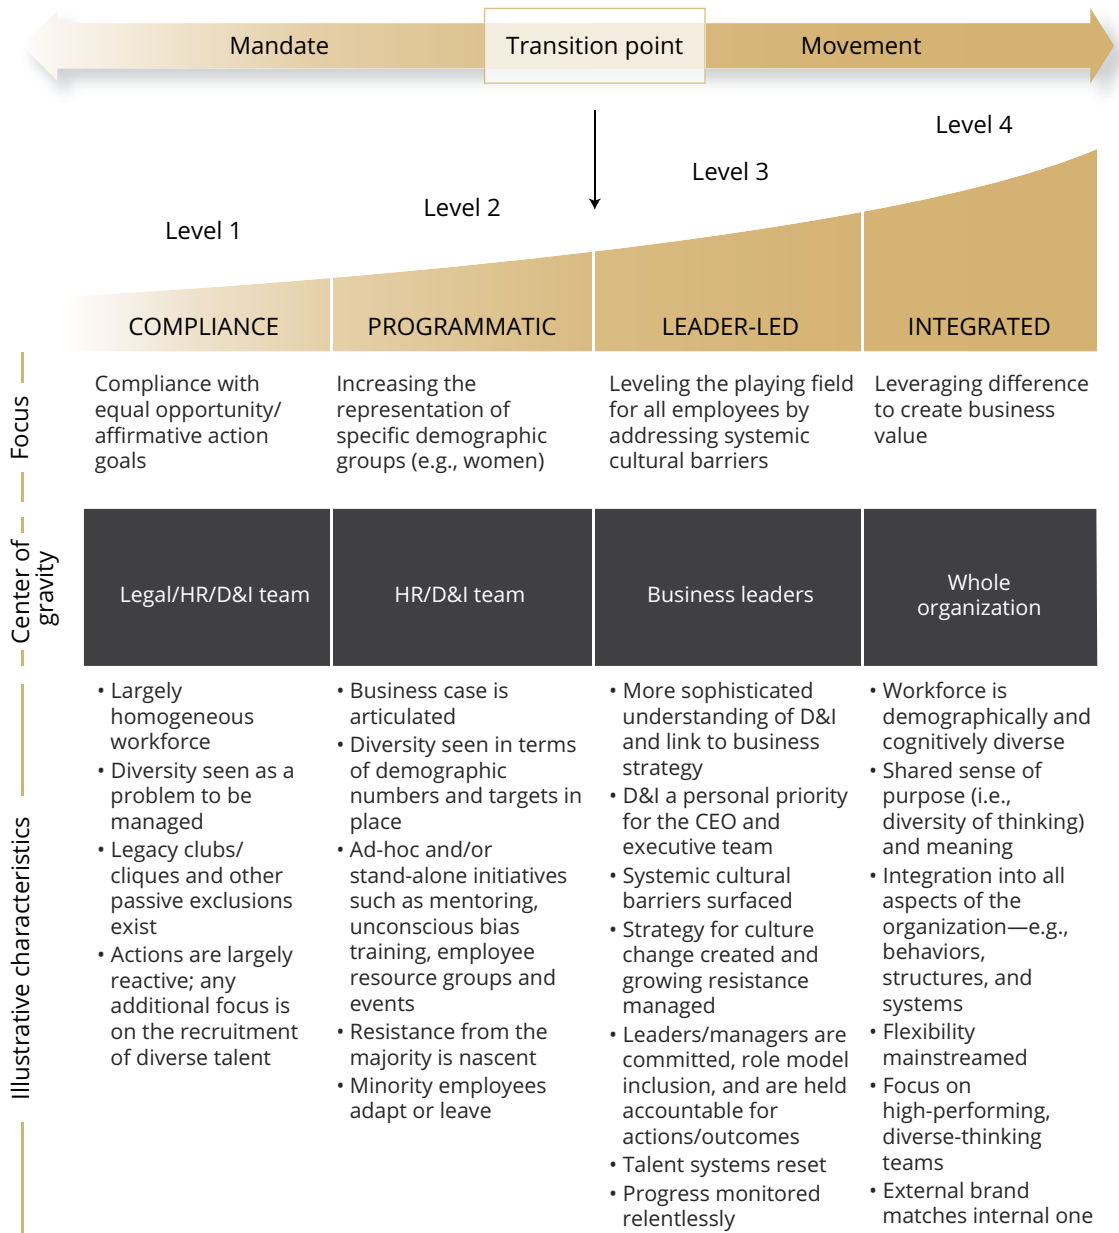 Mandate
Transition point
Movement
Level 4
Level 3
Level 2
Level 1
COMPLIANCE
PROGRAMMATIC
LEADER-LED
INTEGRATED
Focus
Compliance with
equal opportunity/
affirmative action
goals
Increasing the
representation of
specific demographic
groups (e.g., women)
Leveling the playing field
for all employees by
addressing systemic
cultural barriers
Leveraging difference
to create business
value
Center of
gravity
Legal/HR/D&I team
HR/D&I team
Business leaders
Whole
organization
Illustrative characteristics
• Largely
homogeneous
workforce
• Diversity seen as a
problem to be
managed
• Legacy clubs/
cliques and other
passive exclusions
exist
• Actions are largely
reactive; any
additional focus is
on the recruitment
of diverse talent
• Business case is
articulated
• Diversity seen in terms
of demographic
numbers and targets in
place
• Ad-hoc and/or
stand-alone initiatives
such as mentoring,
unconscious bias
training, employee
resource groups and
events
• Resistance from the
majority is nascent
• Minority employees
adapt or leave
• More sophisticated
understanding of D&I
and link to business
strategy
• D&I a personal priority
for the CEO and
executive team
• Systemic cultural
barriers surfaced
• Strategy for culture
change created and
growing resistance
managed
• Leaders/managers are
committed, role model
inclusion, and are held
accountable for
actions/outcomes
• Talent systems reset
• Progress monitored
relentlessly
• Workforce is
demographically and
cognitively diverse
• Shared sense of
purpose (i.e.,
diversity of thinking)
and meaning
• Integration into all
aspects of the
organization—e.g.,
behaviors,
structures, and
systems
• Flexibility
mainstreamed
• Focus on
high-performing,
diverse-thinking
teams
• External brand
matches internal one